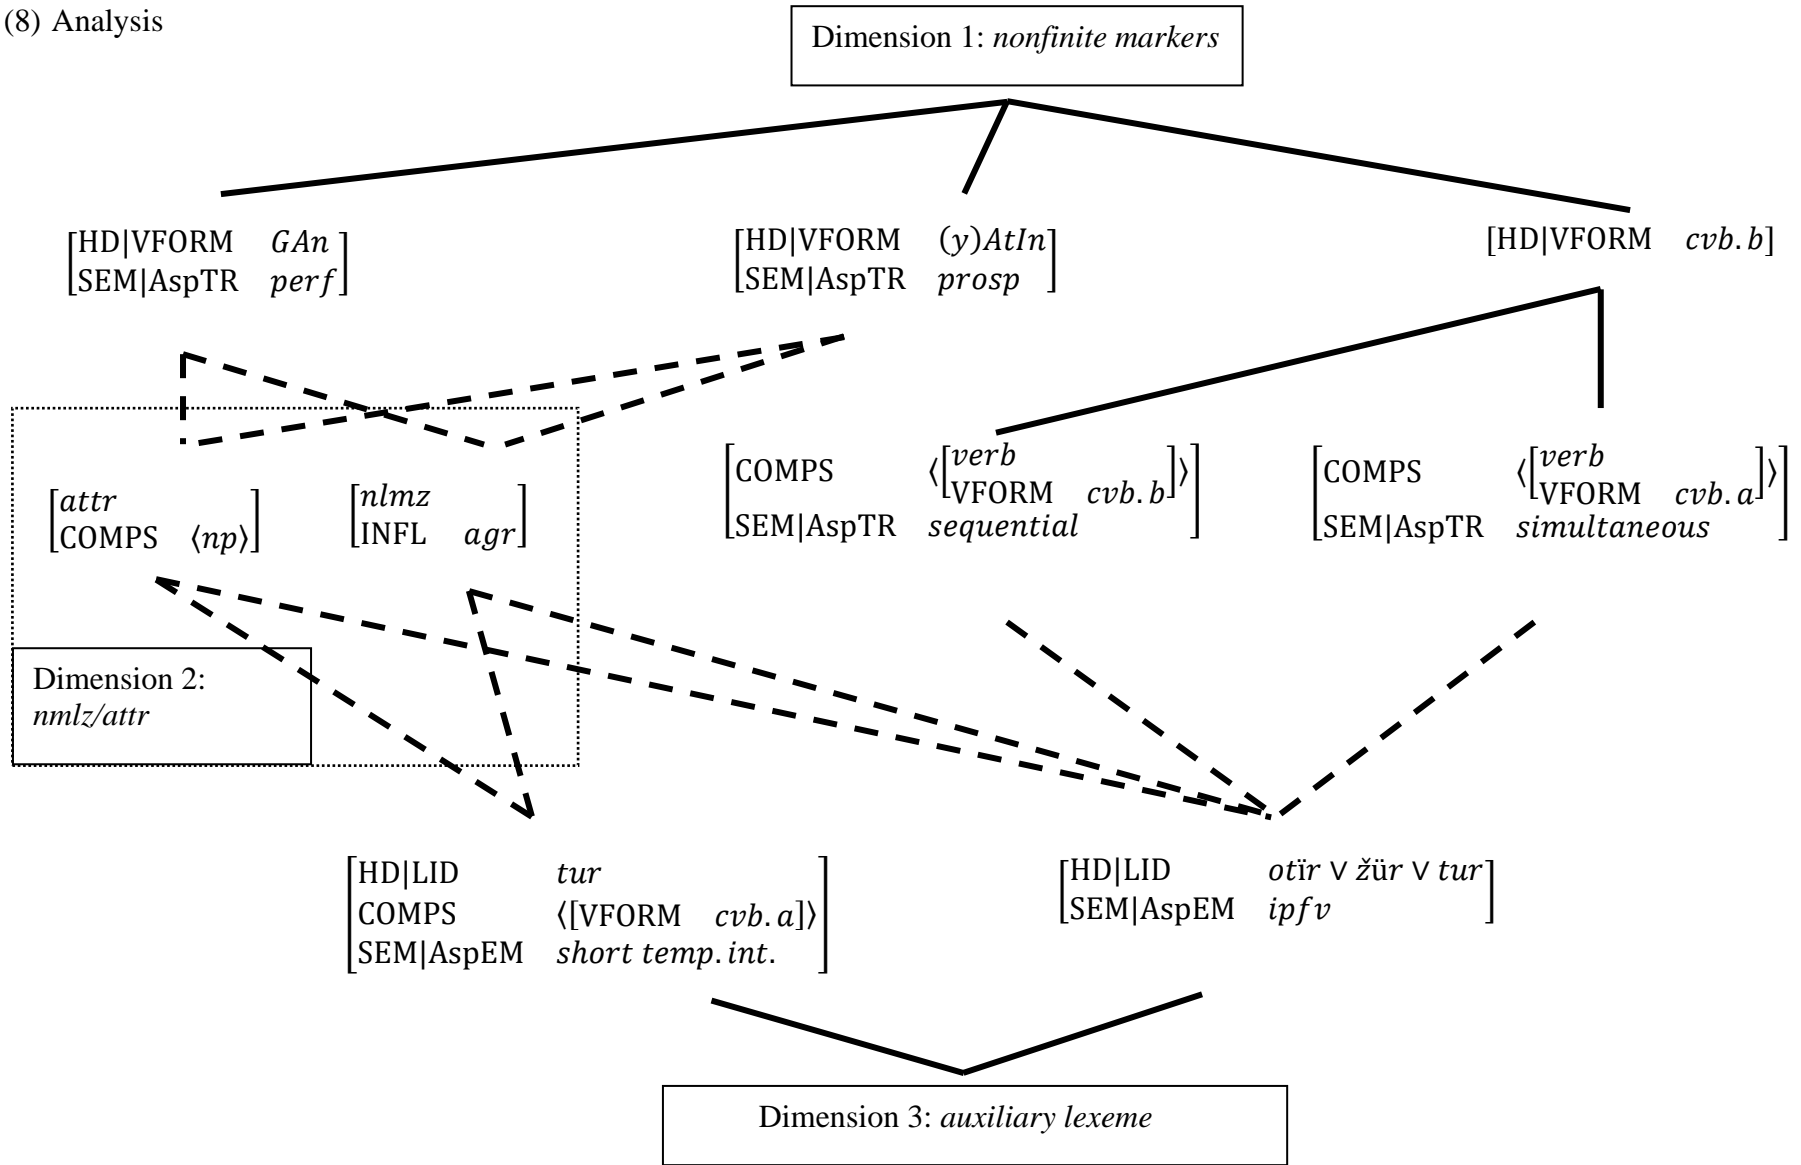 (8) Analysis
Dimension 1: nonfinite markers
[HD|VFORM GAn
SEM|AspTR perf]
[HD|VFORM (y)AtIn
SEM|AspTR prosp]
[HD|VFORM cvb.b]
[attr
COMPS ⟨np⟩]
[nlmz
INFL agr]
[COMPS ⟨[verb
VFORM cvb.b]⟩
SEM|AspTR sequential]
[COMPS ⟨[verb
VFORM cvb.a]⟩
SEM|AspTR simultaneous]
Dimension 2:
nmlz/attr
[HD|LID tur
COMPS ⟨[VFORM cvb.a]⟩
SEM|AspEM short temp.int.]
[HD|LID otïr ∨ žür ∨ tur
SEM|AspEM ipfv]
Dimension 3: auxiliary lexeme